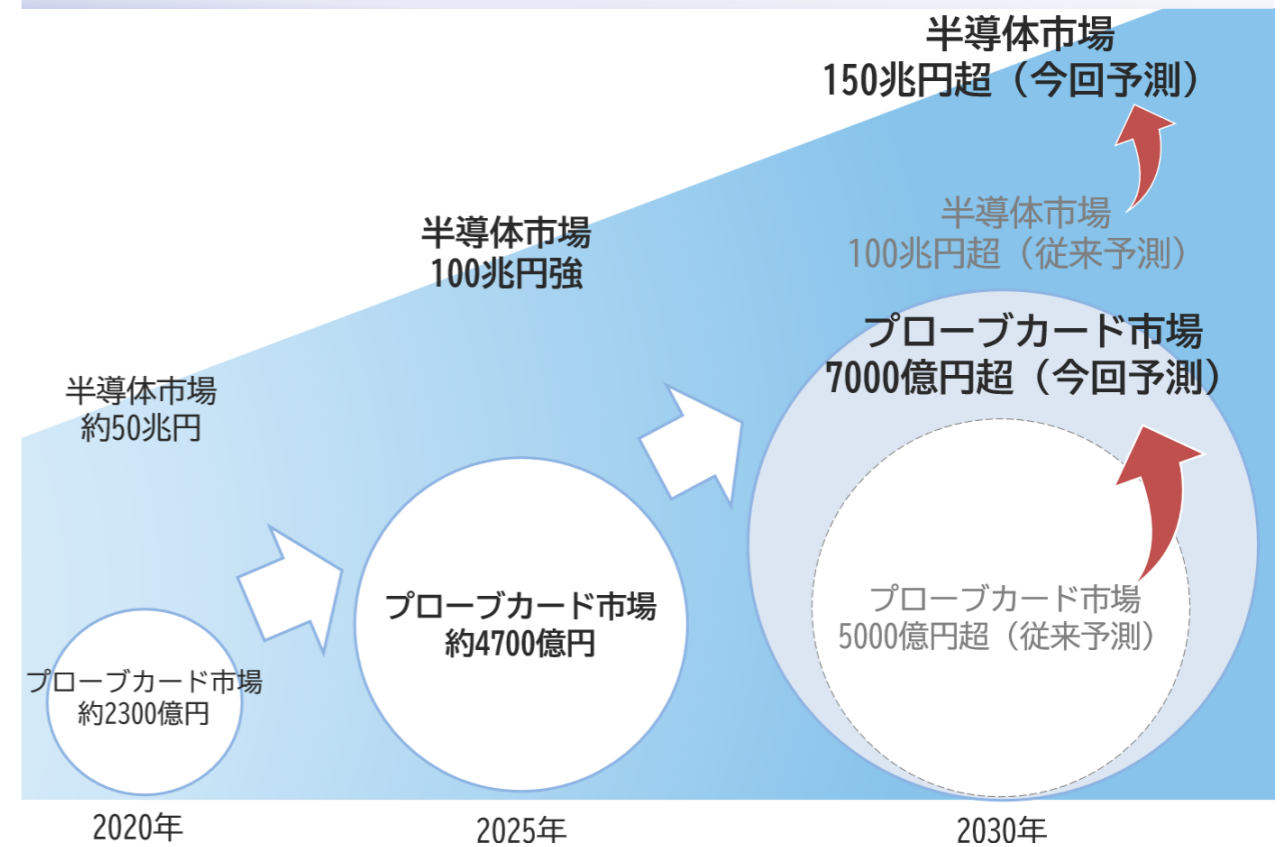 半導体市場
150兆円超（今回予測）
半導体市場
100兆円超（従来予測）
半導体市場
100兆円強
プローブカード市場
7000億円超（今回予測）
半導体市場
約50兆円
プローブカード市場
約4700億円
プローブカード市場
5000億円超（従来予測）
プローブカード市場
約2300億円
2020年
2025年
2030年